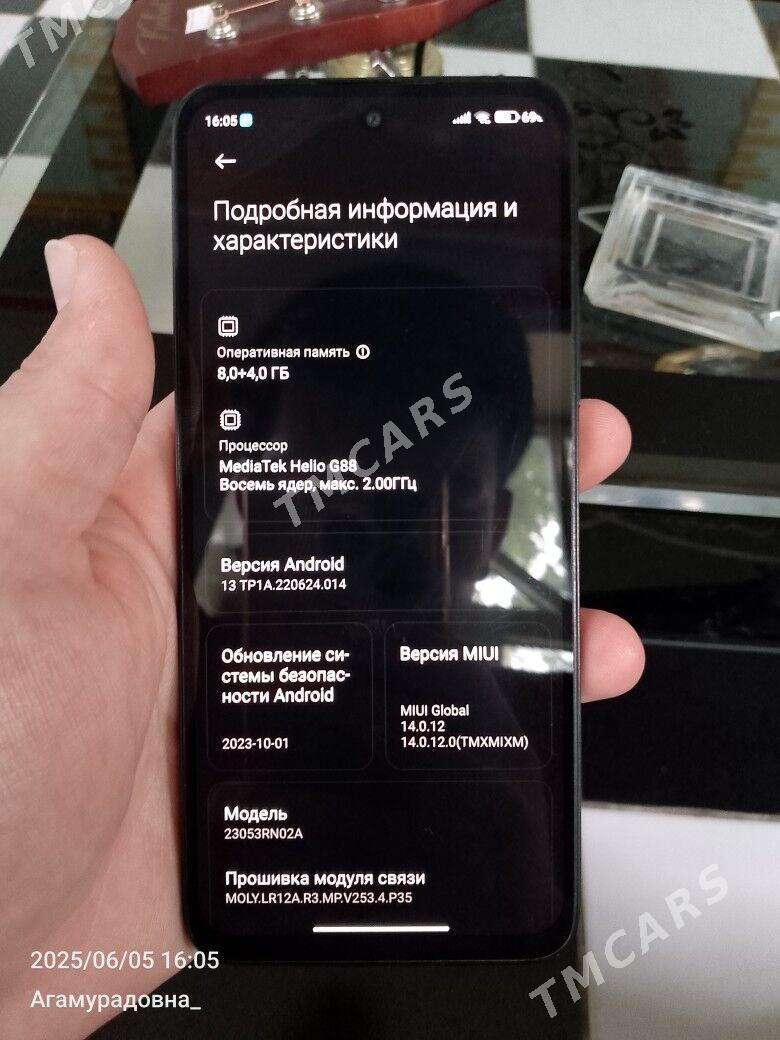 16:05
69
Подробная информация и
характеристики
Оперативная память
8,0+4,0 ГБ
Процессор
MediaTek Helio G88
Восемь ядер, макс. 2.00ГГц
Версия Android
13 TP1A.220624.014
Обновление си-
стемы безопас-
ности Android
2023-10-01
Версия MIUI
MIUI Global
14.0.12
14.0.12.0(TMXMIXM)
Модель
23053RN02A
Прошивка модуля связи
MOLY.LR12A.R3.MP.V253.4.P35
2025/06/05 16:05
Агамурадовна_
TMCARS
TMCARS